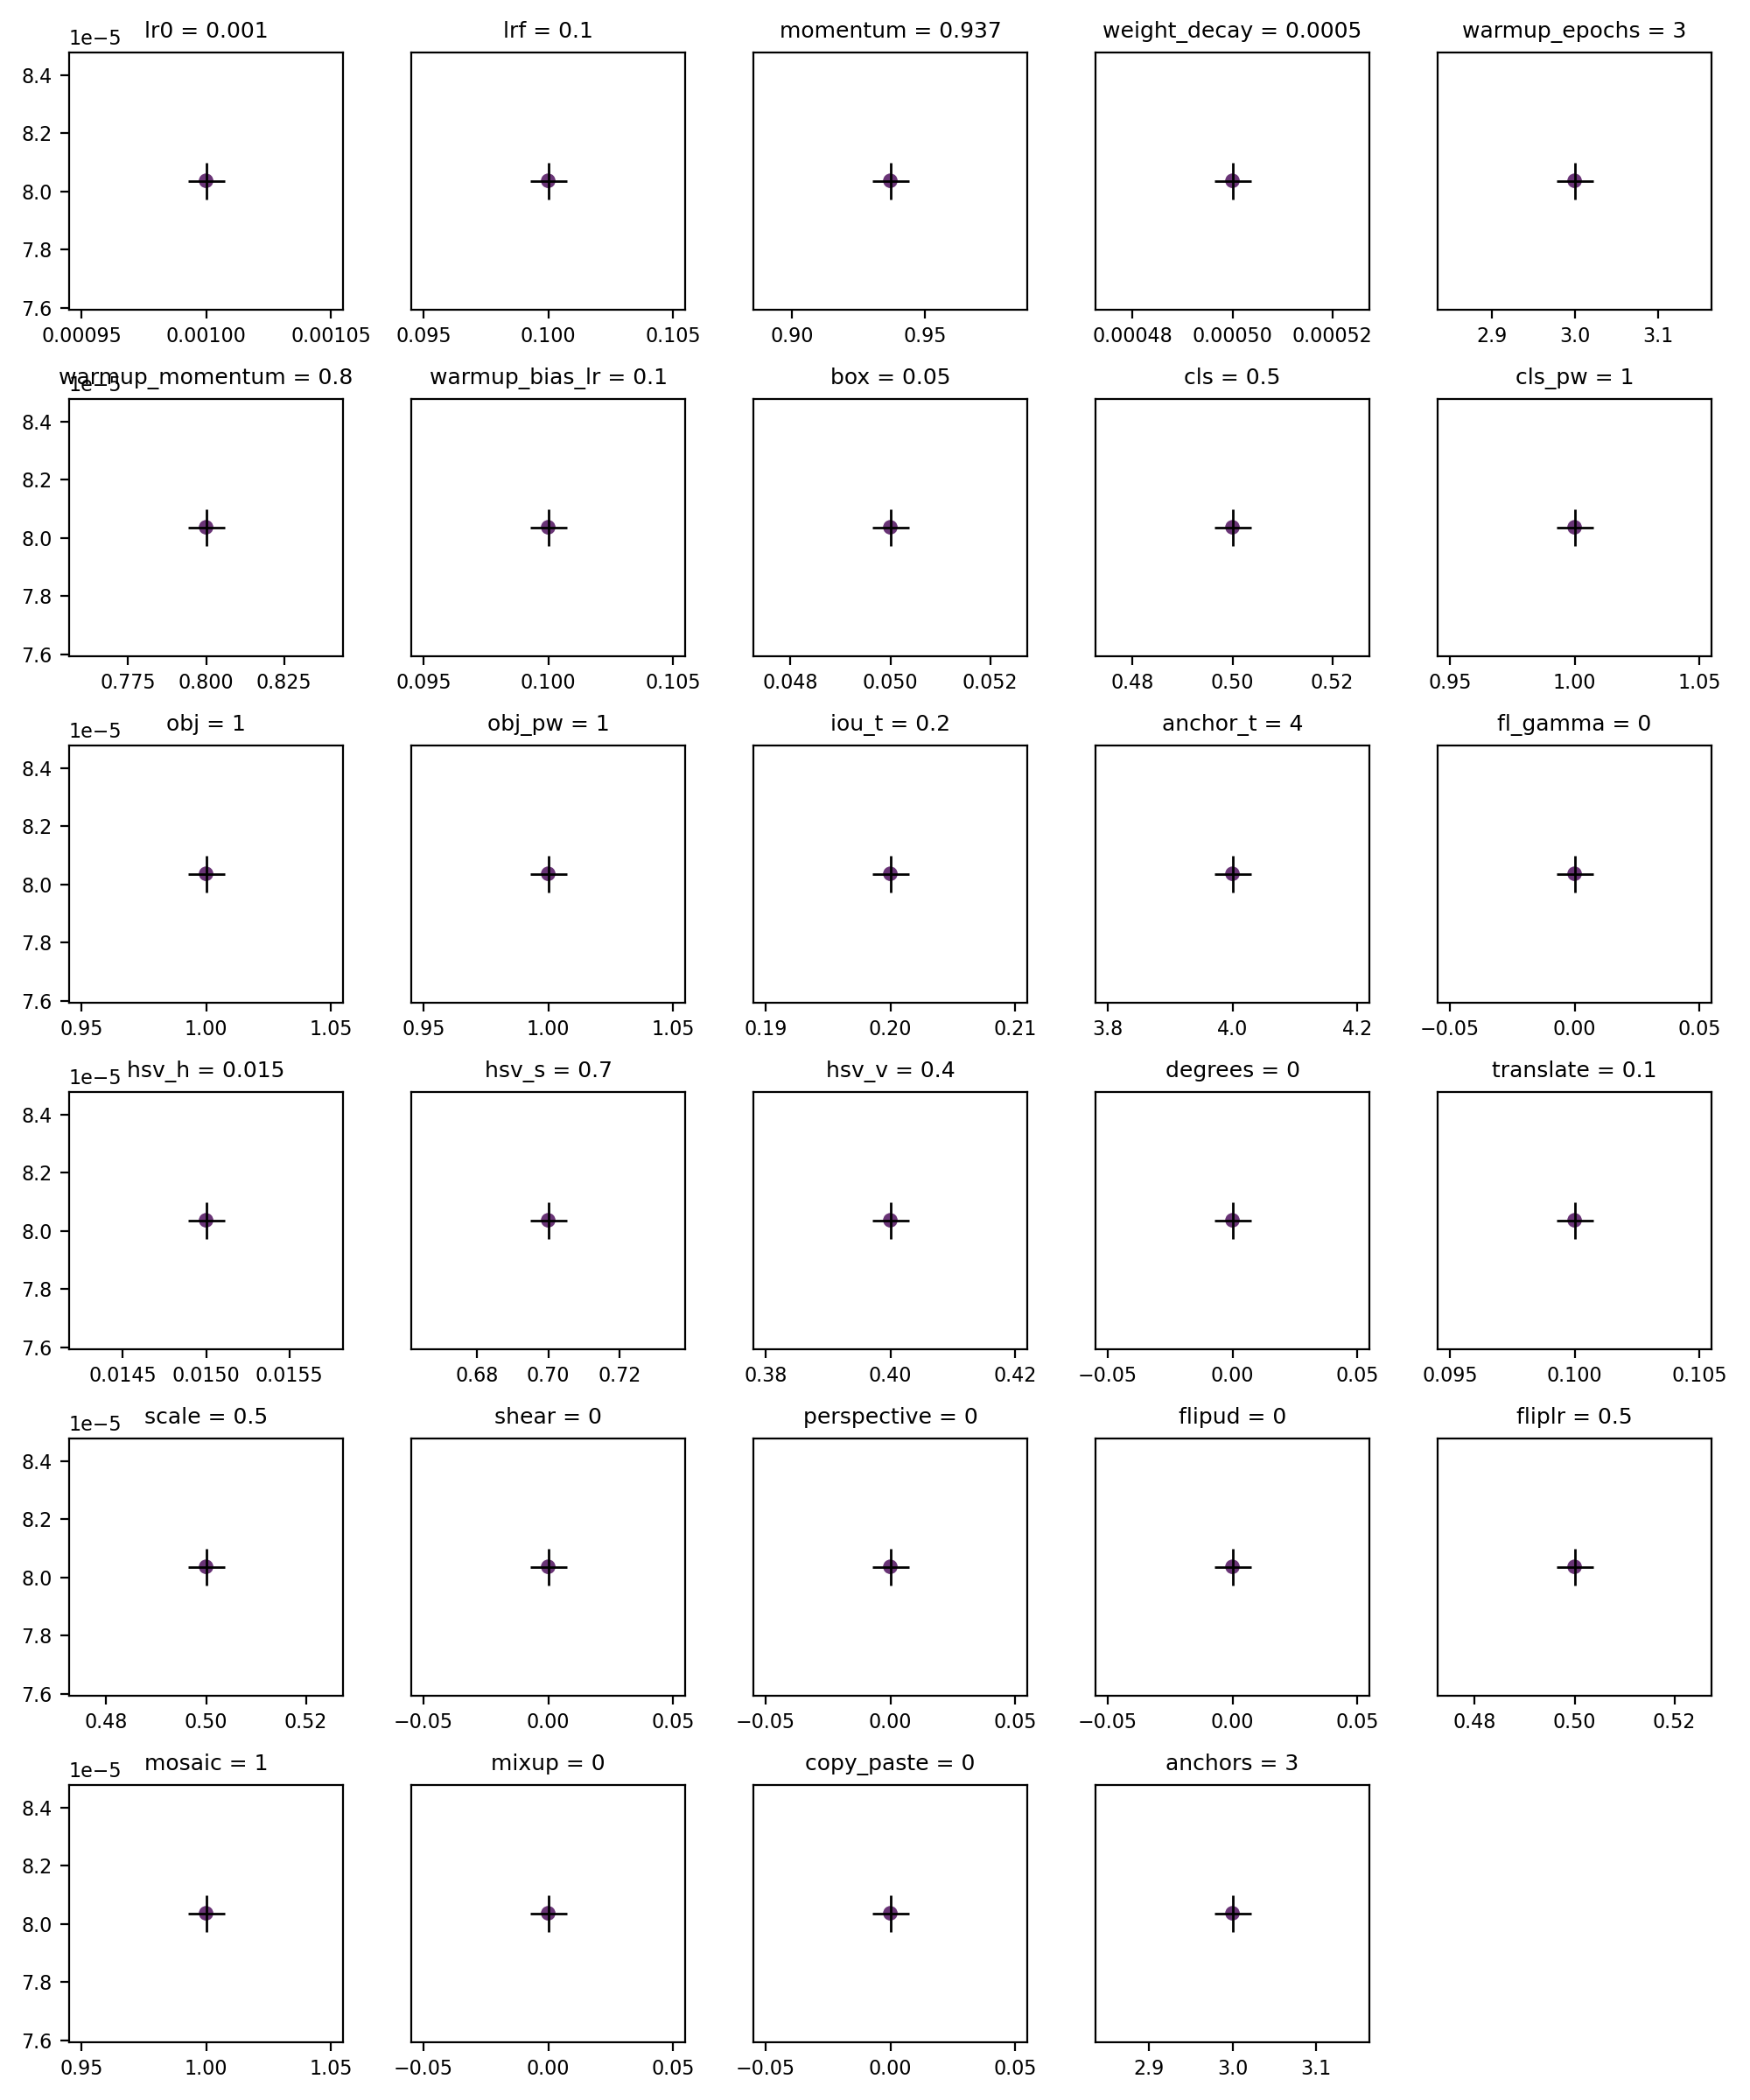 1e−5 lr0 = 0.001 lrf = 0.1 momentum = 0.937 weight_decay = 0.0005 warmup_epochs = 3
8.4
8.2
8.0
7.8
7.6
0.00095 0.00100 0.00105 0.095 0.100 0.105 0.90 0.95 0.00048 0.00050 0.00052 2.9 3.0 3.1
1e−5 warmup_momentum = 0.8 warmup_bias_lr = 0.1 box = 0.05 cls = 0.5 cls_pw = 1
8.4
8.2
8.0
7.8
7.6
0.775 0.800 0.825 0.095 0.100 0.105 0.048 0.050 0.052 0.48 0.50 0.52 0.95 1.00 1.05
1e−5 obj = 1 obj_pw = 1 iou_t = 0.2 anchor_t = 4 fl_gamma = 0
8.4
8.2
8.0
7.8
7.6
0.95 1.00 1.05 0.95 1.00 1.05 0.19 0.20 0.21 3.8 4.0 4.2 −0.05 0.00 0.05
1e−5 hsv_h = 0.015 hsv_s = 0.7 hsv_v = 0.4 degrees = 0 translate = 0.1
8.4
8.2
8.0
7.8
7.6
0.0145 0.0150 0.0155 0.68 0.70 0.72 0.38 0.40 0.42 −0.05 0.00 0.05 0.095 0.100 0.105
1e−5 scale = 0.5 shear = 0 perspective = 0 flipud = 0 fliplr = 0.5
8.4
8.2
8.0
7.8
7.6
0.48 0.50 0.52 −0.05 0.00 0.05 −0.05 0.00 0.05 −0.05 0.00 0.05 0.48 0.50 0.52
1e−5 mosaic = 1 mixup = 0 copy_paste = 0 anchors = 3
8.4
8.2
8.0
7.8
7.6
0.95 1.00 1.05 −0.05 0.00 0.05 −0.05 0.00 0.05 2.9 3.0 3.1